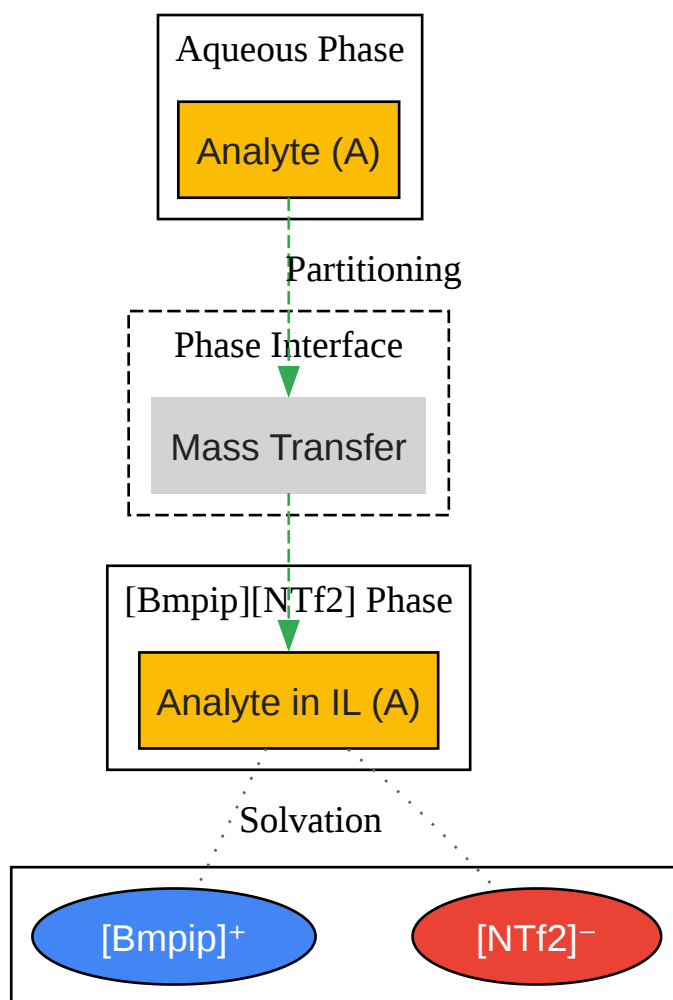 Aqueous Phase
Analyte (A)
Partitioning
Phase Interface
Mass Transfer
[Bmpip][NTf2] Phase
Analyte in IL (A)
Solvation
[Bmpip]⁺
[NTf2]⁻